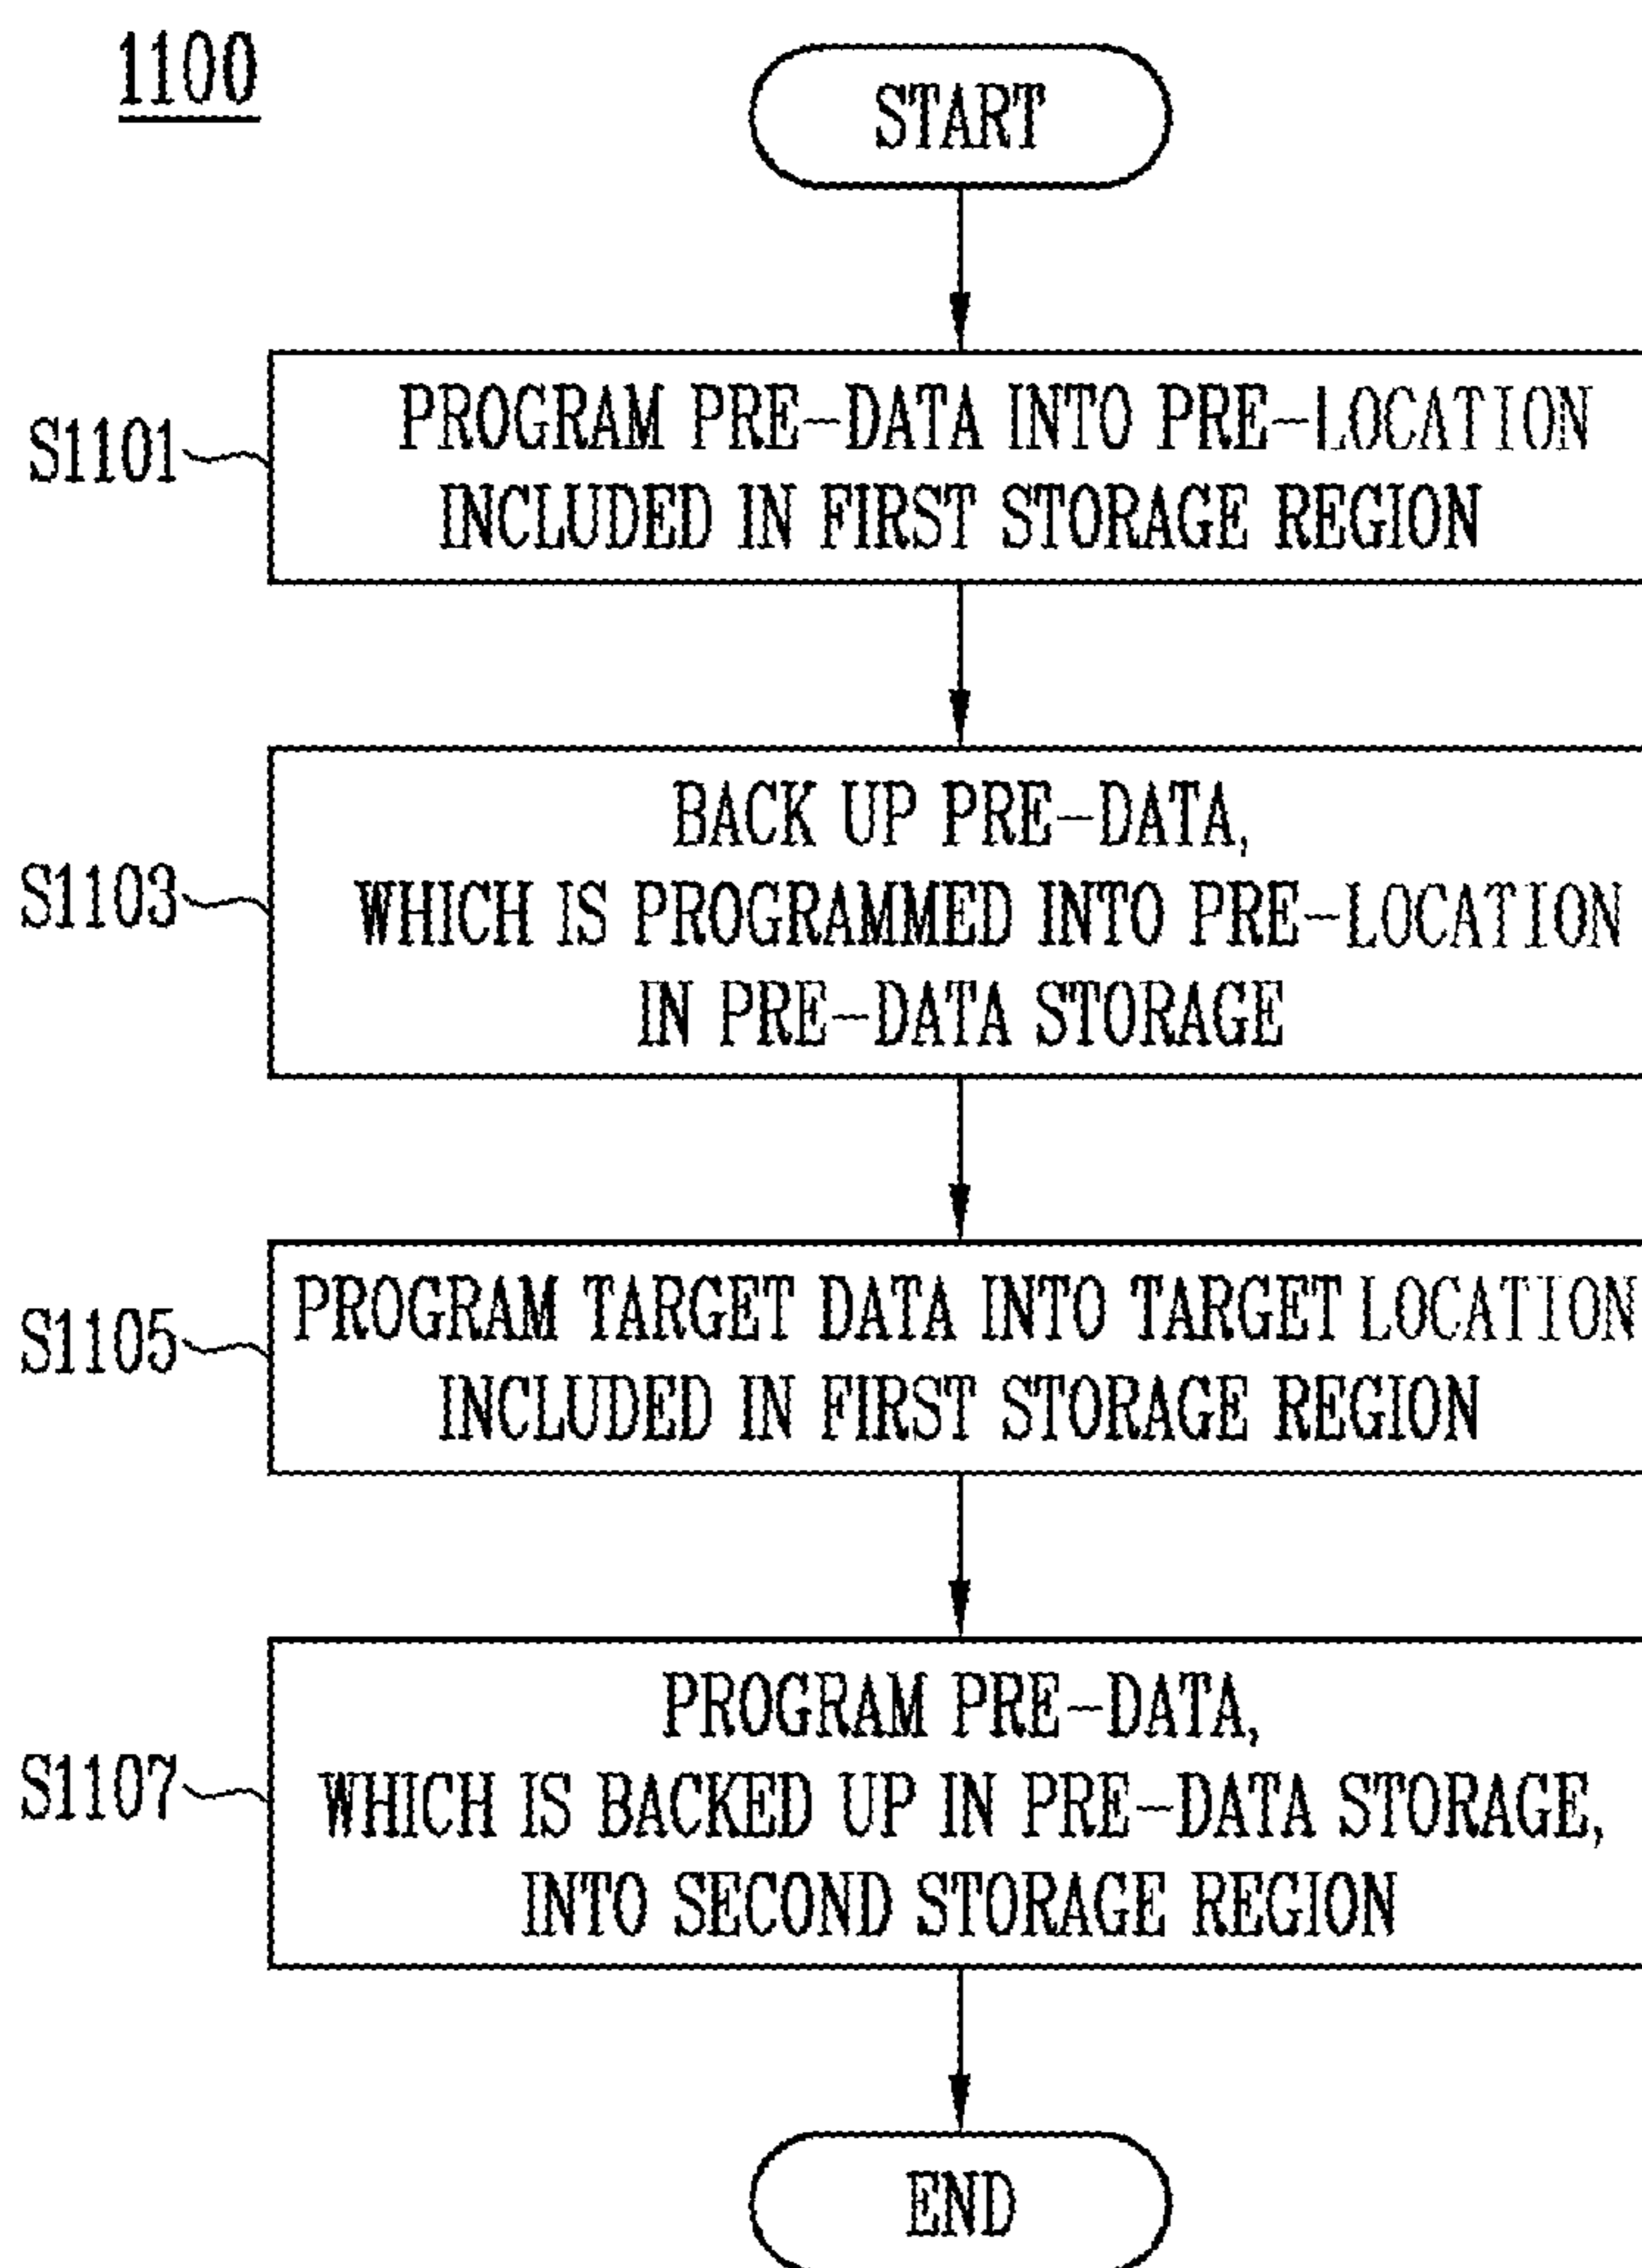 1100
START
S1101
PROGRAM PRE-DATA INTO PRE-LOCATION
INCLUDED IN FIRST STORAGE REGION
S1103
BACK UP PRE-DATA,
WHICH IS PROGRAMMED INTO PRE-LOCATION
IN PRE-DATA STORAGE
S1105
PROGRAM TARGET DATA INTO TARGET LOCATION
INCLUDED IN FIRST STORAGE REGION
S1107
PROGRAM PRE-DATA,
WHICH IS BACKED UP IN PRE-DATA STORAGE,
INTO SECOND STORAGE REGION
END